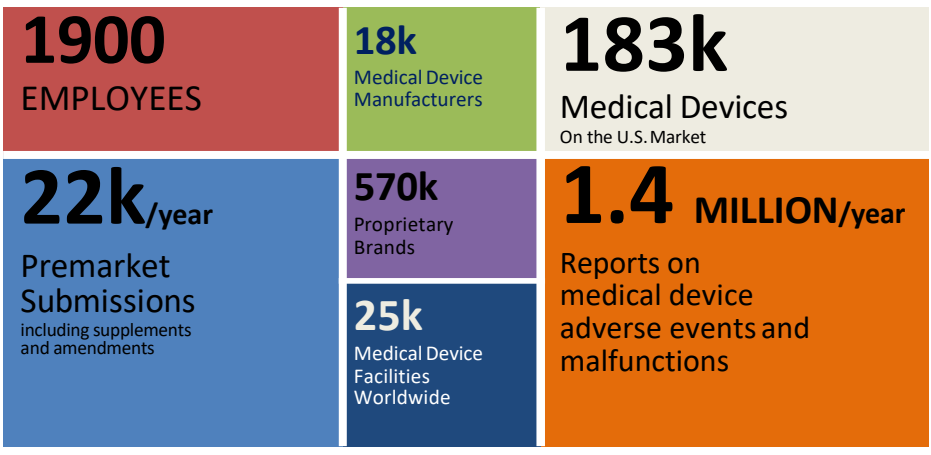 1900
EMPLOYEES
18k
Medical Device
Manufacturers
183k
Medical Devices
On the U.S. Market
22k/year
Premarket
Submissions
including supplements
and amendments
570k
Proprietary
Brands
25k
Medical Device
Facilities
Worldwide
1.4 MILLION/year
Reports on
medical device
adverse events and
malfunctions